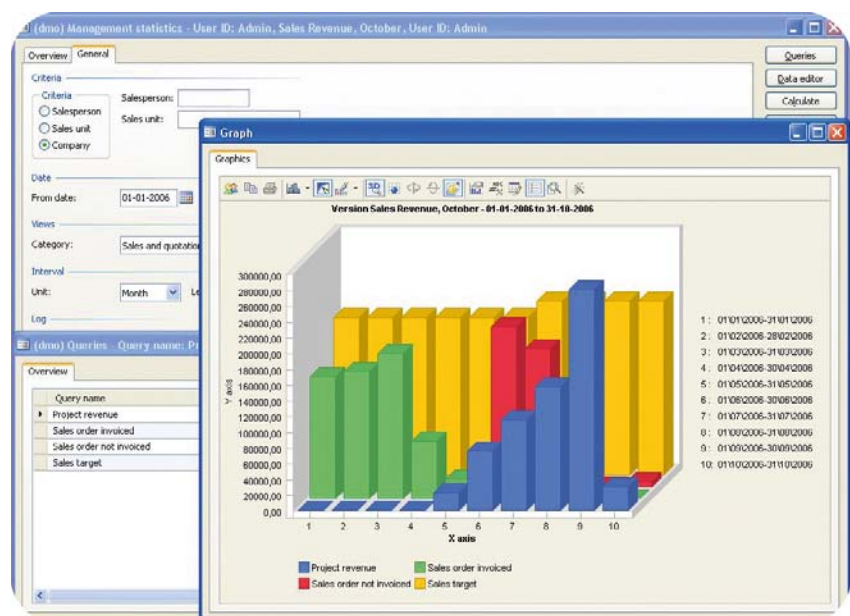 (dmo) Management statistics - User ID: Admin, Sales Revenue, October, User ID: Admin
Overview General
Queries
Data editor
Calculate
Criteria
Criteria
Salesperson
Sales unit
Company
Salesperson:
Sales unit:
Date
From date: 01-01-2006
Views
Category: Sales and quotation
Interval
Unit: Month
Log
(dmo) Queries - Query name:
Overview
Query name
Project revenue
Sales order invoiced
Sales order not invoiced
Sales target
Graph
Graphics
3D
Version Sales Revenue, October - 01-01-2006 to 31-10-2006
Y axis
300000,00
280000,00
260000,00
240000,00
220000,00
200000,00
180000,00
160000,00
140000,00
120000,00
100000,00
80000,00
60000,00
40000,00
20000,00
0,00
1 2 3 4 5 6 7 8 9 10
X axis
1 : 01\01\2006-31\01\2006
2 : 01\02\2006-28\02\2006
3 : 01\03\2006-31\03\2006
4 : 01\04\2006-30\04\2006
5 : 01\05\2006-31\05\2006
6 : 01\06\2006-30\06\2006
7 : 01\07\2006-31\07\2006
8 : 01\08\2006-31\08\2006
9 : 01\09\2006-30\09\2006
10: 01\10\2006-31\10\2006
Project revenue Sales order invoiced
Sales order not invoiced Sales target